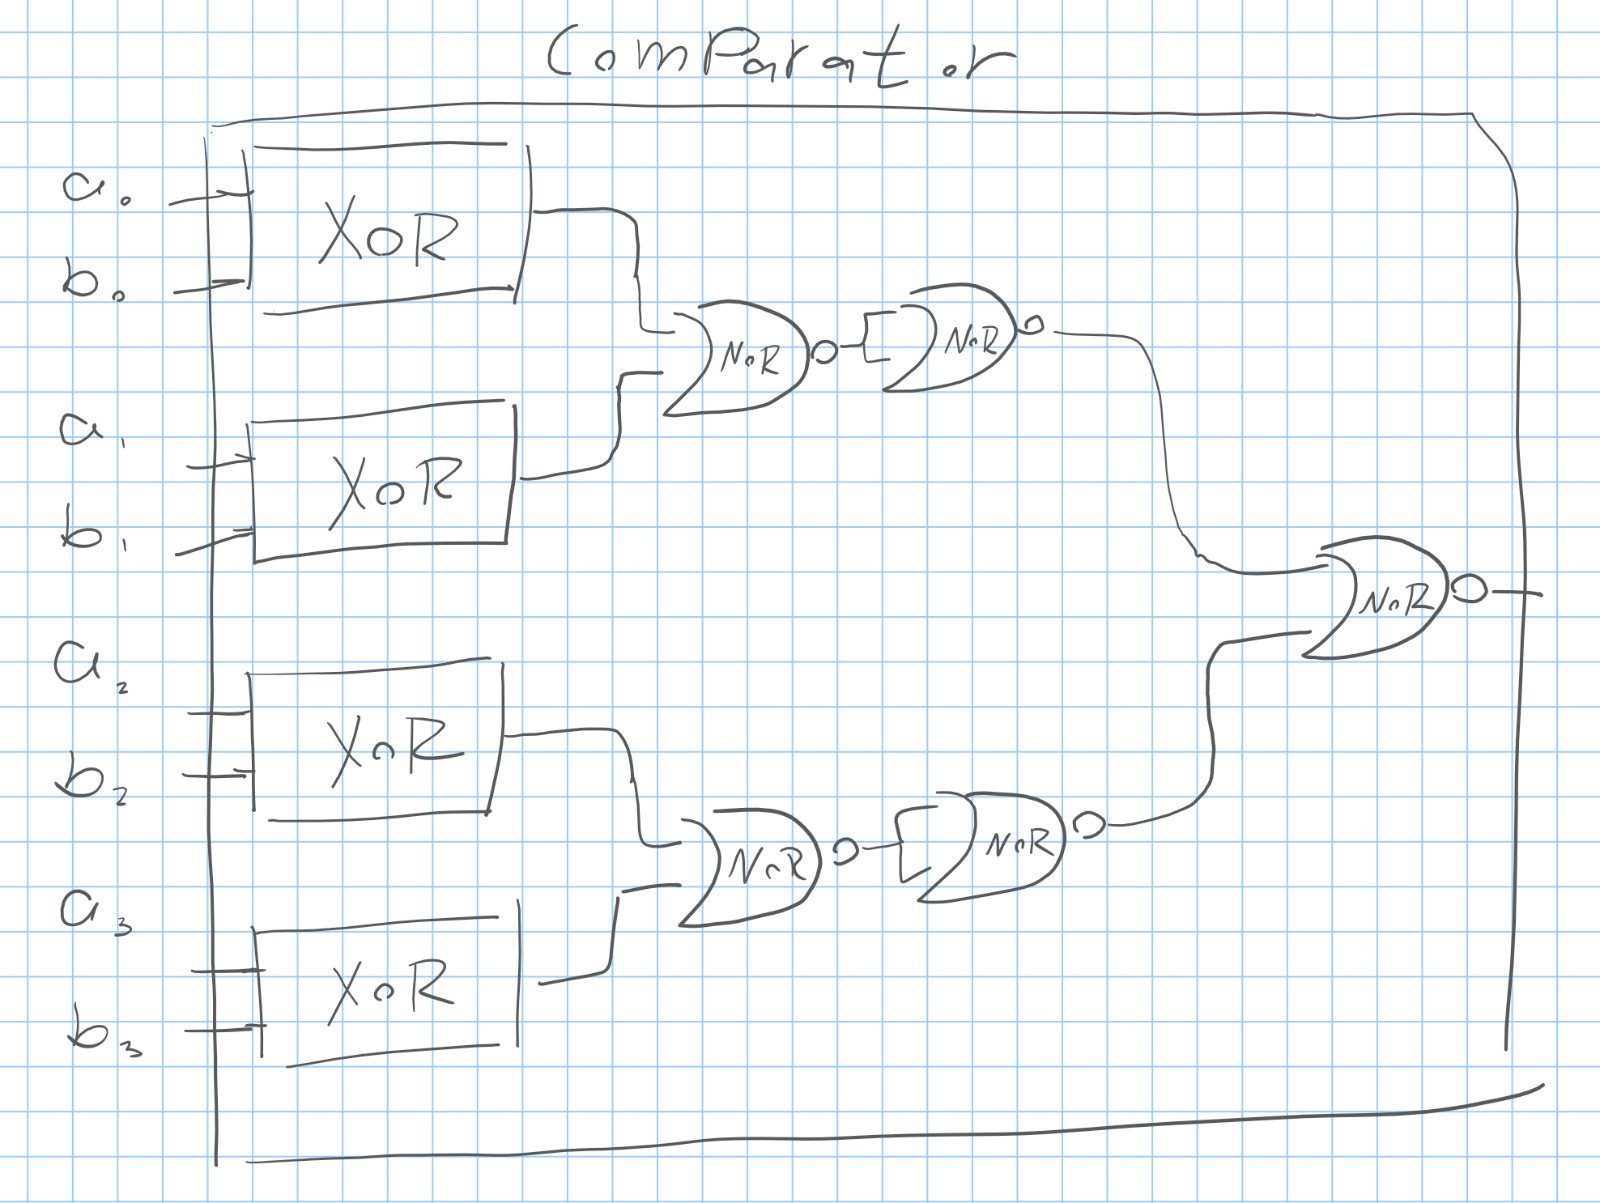 ComParator
a0
XOR
b0
NOR
NOR
a1
XOR
b1
NOR
a2
XOR
b2
NOR
NOR
a3
XOR
b3